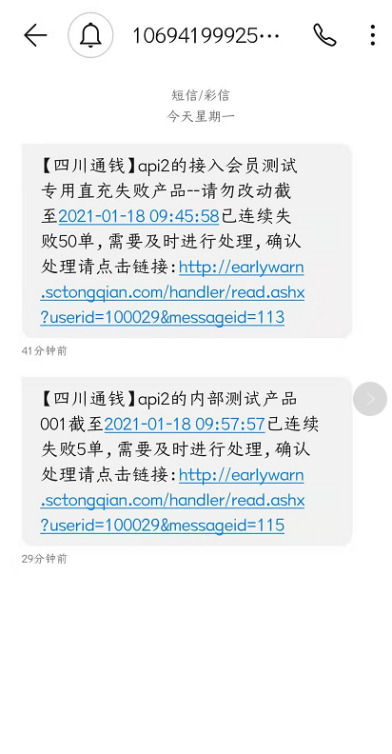 10694199925…
短信/彩信
今天星期一
【四川通钱】api2的接入会员测试
专用直充失败产品--请勿改动截
至2021-01-18 09:45:58已连续失
败50单,需要及时进行处理,确认
处理请点击链接:http://earlywarn
.sctongqian.com/handler/read.ashx
?userid=100029&messageid=113
41分钟前
【四川通钱】api2的内部测试产品
001截至2021-01-18 09:57:57已连续
失败5单,需要及时进行处理,确认
处理请点击链接:http://earlywarn
.sctongqian.com/handler/read.ashx
?userid=100029&messageid=115
29分钟前